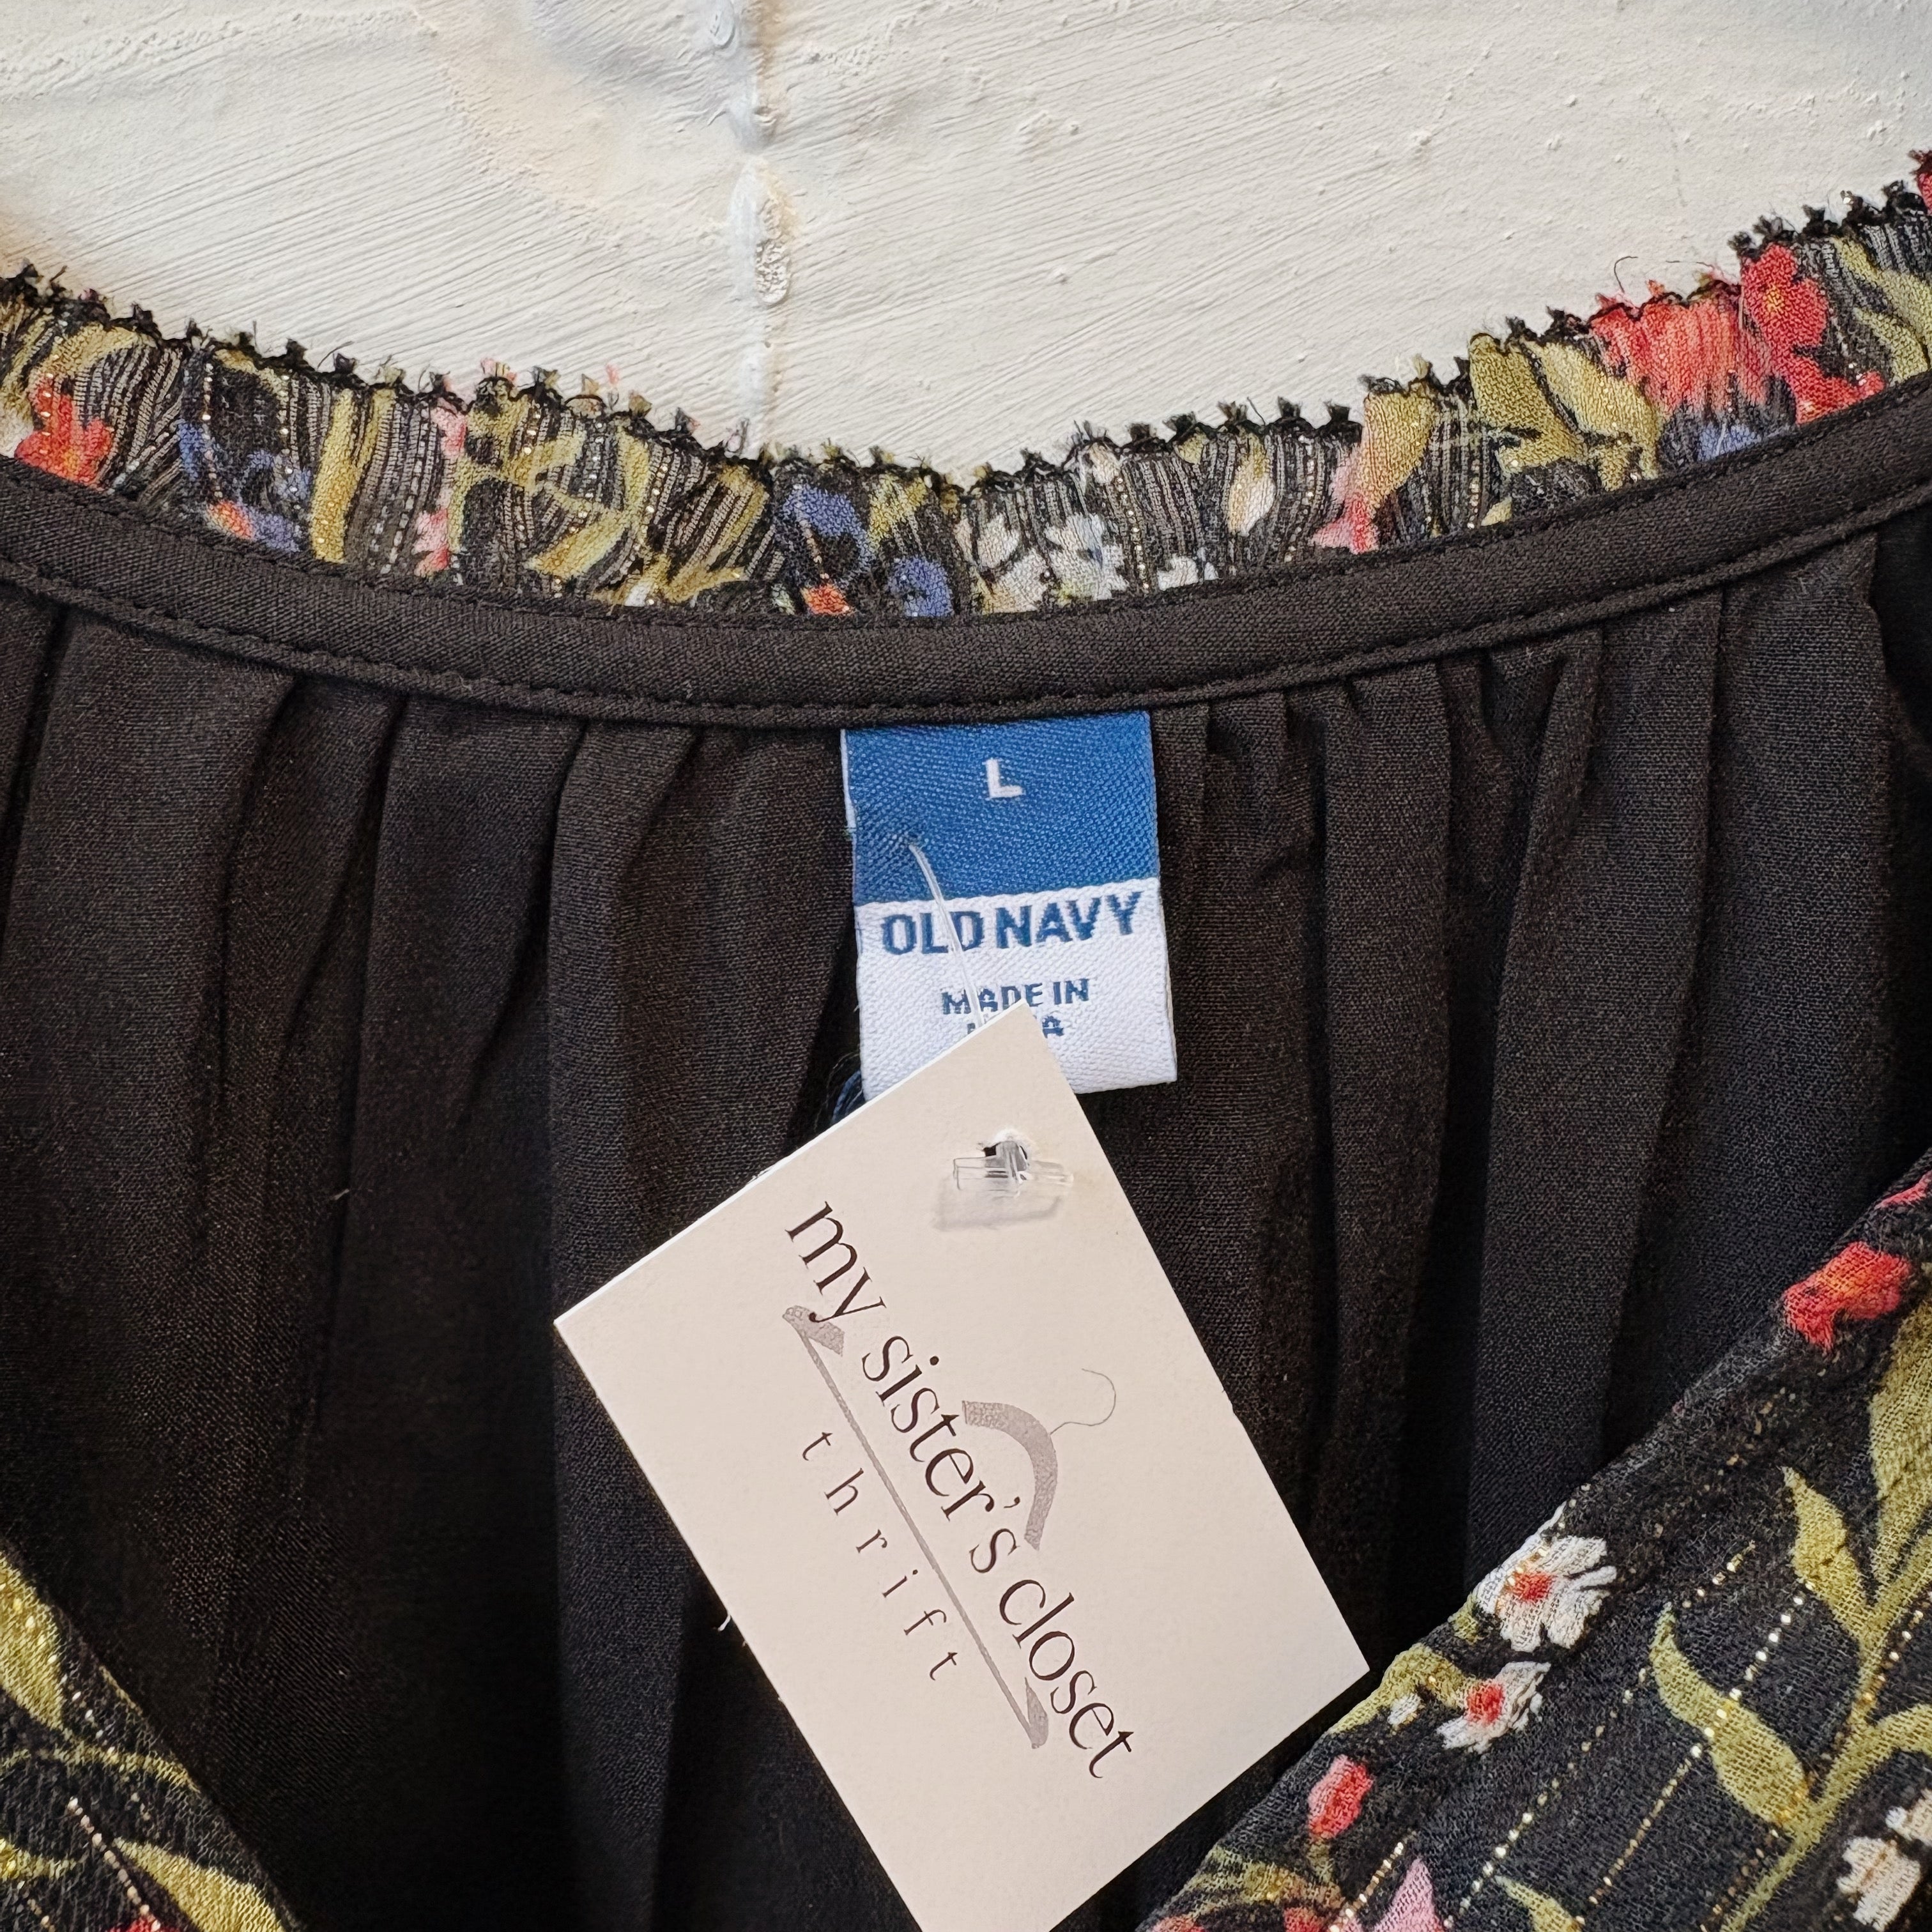 L
OLD NAVY
MADE IN
my sister's closet
thrift